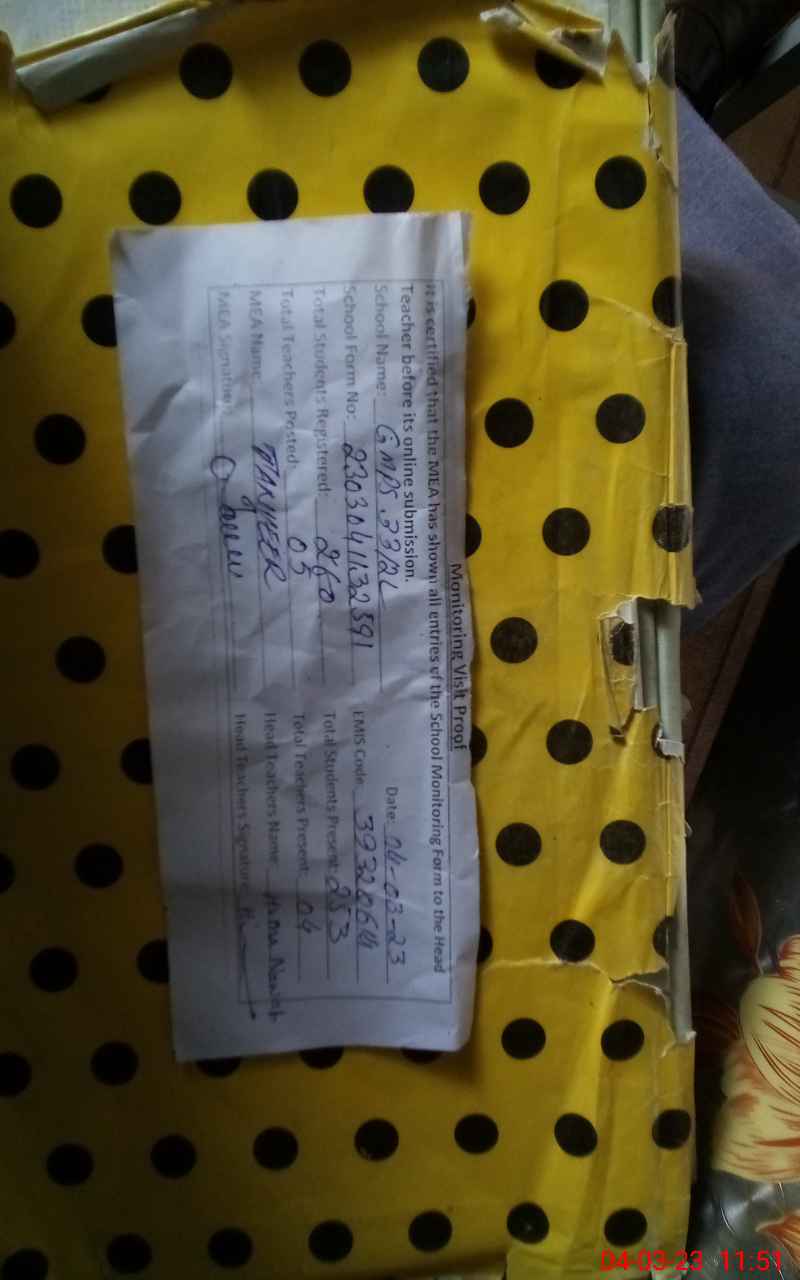 Monitoring Visit Proof
It is certified that the MEA has shown all entries of the School Monitoring Form to the Head
Teacher before its online submission.
Date: 04-03-23
School Name: GMPS 33/2L
School Form No: 2303041132591 EMIS Code
Total Students Registered: 260 Total Students Present: 253
Total Teachers Posted: 05 Total Teachers Present: 04
MEA Name: TANVEER Head Teachers Name
MEA Signature: Head Teachers Signature
04-03-23 11:51